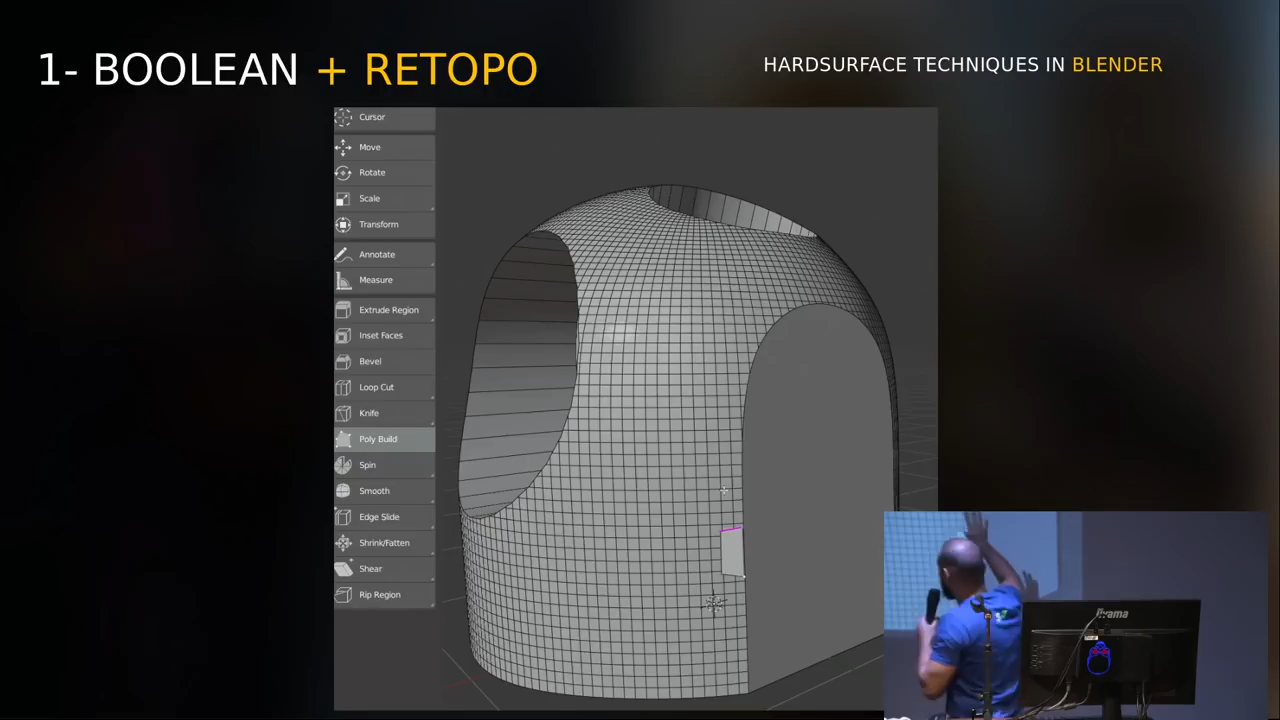 1- BOOLEAN + RETOPO
HARDSURFACE TECHNIQUES IN BLENDER
Cursor
Move
Rotate
Scale
Transform
Annotate
Measure
Extrude Region
Inset Faces
Bevel
Loop Cut
Knife
Poly Build
Spin
Smooth
Edge Slide
Shrink/Fatten
Shear
Rip Region
iiyama